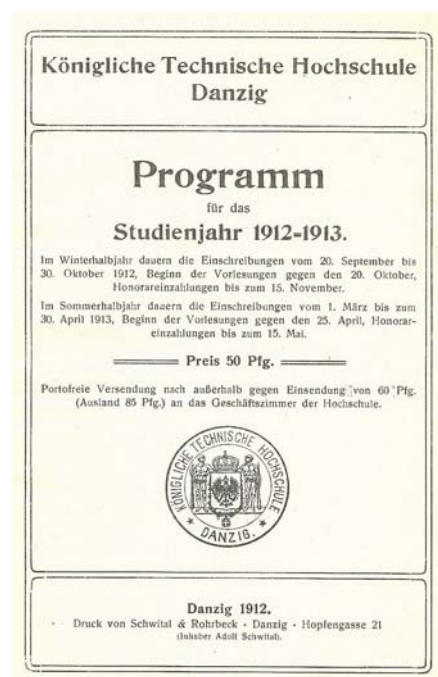 Königliche Technische Hochschule
Danzig
Programm
für das
Studienjahr 1912-1913.
Im Winterhalbjahr dauern die Einschreibungen vom 20. September bis
30. Oktober 1912, Beginn der Vorlesungen gegen den 20. Oktober,
Honorareinzahlungen bis zum 15. November.
Im Sommerhalbjahr dauern die Einschreibungen vom 1. März bis zum
30. April 1913, Beginn der Vorlesungen gegen den 25. April, Honorar-
einzahlungen bis zum 15. Mai.
Preis 50 Pfg.
Portofreie Versendung nach außerhalb gegen Einsendung von 60 Pfg.
(Ausland 85 Pfg.) an das Geschäftszimmer der Hochschule.
KÖNIGLICHE TECHNISCHE HOCHSCHULE
* DANZIG. *
Danzig 1912.
Druck von Schwital & Rohrbeck · Danzig · Hopfengasse 21
(Inhaber Adolf Schwital).